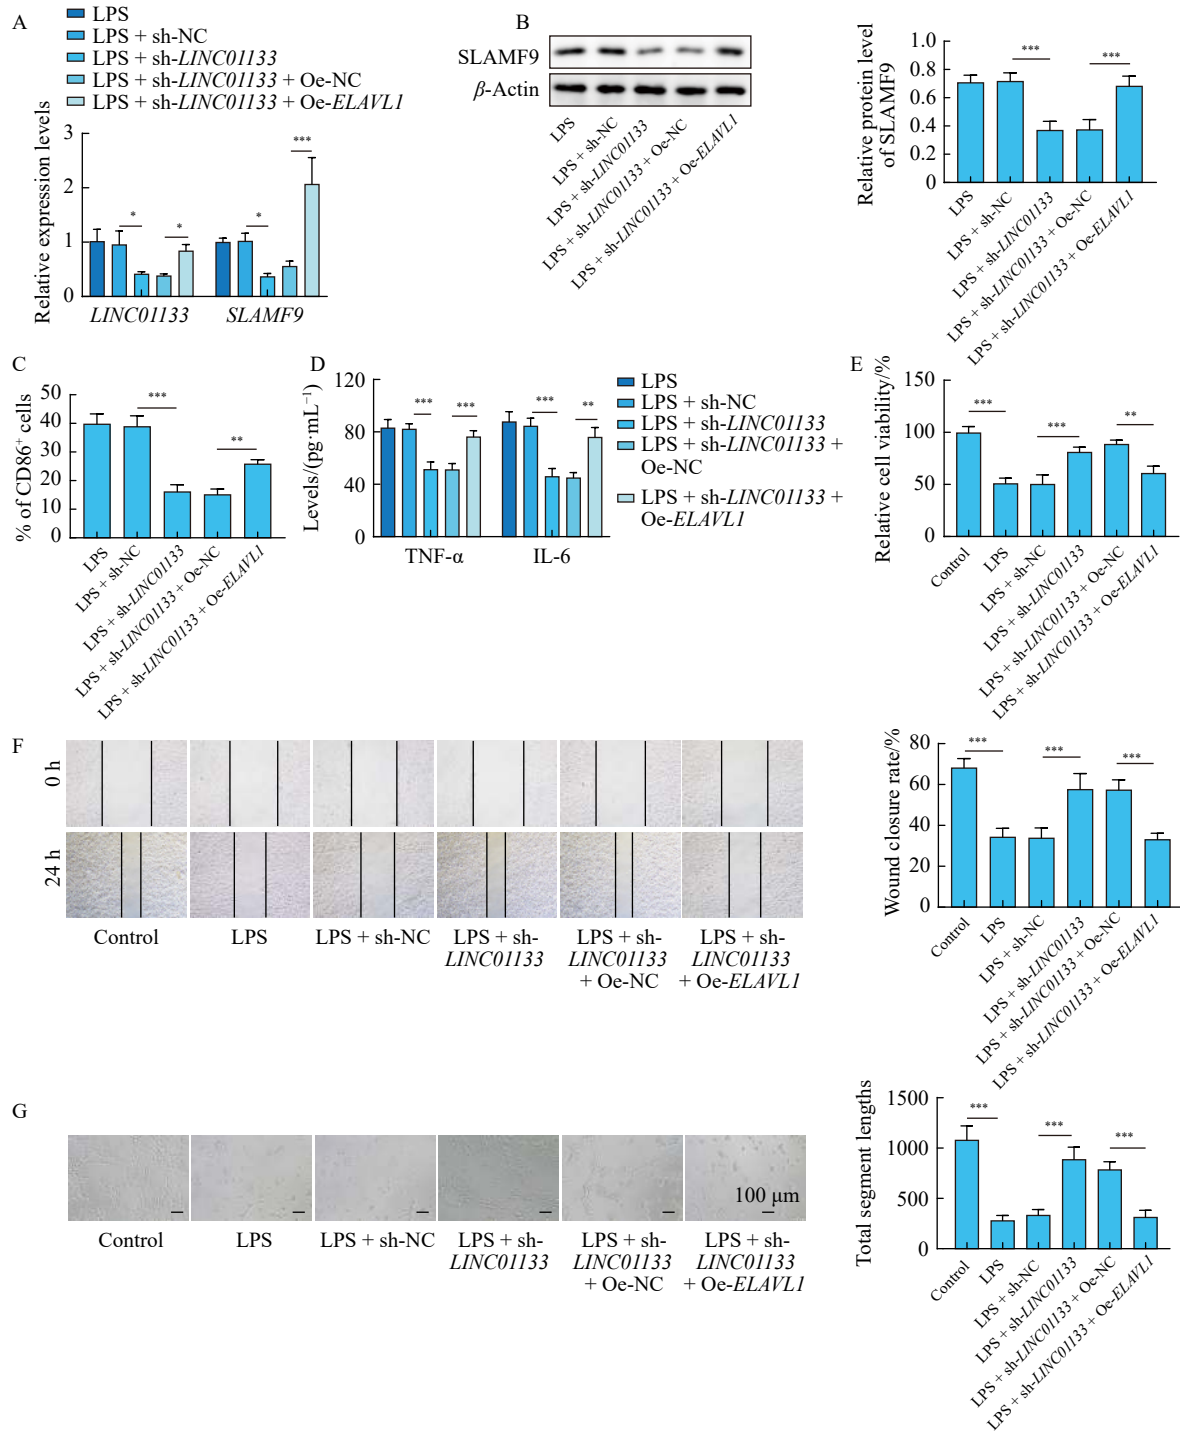 A
LPS
LPS + sh-NC
LPS + sh-LINC01133
LPS + sh-LINC01133 + Oe-NC
LPS + sh-LINC01133 + Oe-ELAVL1
Relative expression levels
3
2
1
0
*
*
*
***
LINC01133
SLAMF9
B
SLAMF9
β-Actin
LPS
LPS + sh-NC
LPS + sh-LINC01133
LPS + sh-LINC01133 + Oe-NC
LPS + sh-LINC01133 + Oe-ELAVL1
Relative protein level
of SLAMF9
1.0
0.8
0.6
0.4
0.2
0
***
***
LPS
LPS + sh-NC
LPS + sh-LINC01133
LPS + sh-LINC01133 + Oe-NC
LPS + sh-LINC01133 + Oe-ELAVL1
C
% of CD86⁺ cells
50
40
30
20
10
0
***
**
LPS
LPS + sh-NC
LPS + sh-LINC01133
LPS + sh-LINC01133 + Oe-NC
LPS + sh-LINC01133 + Oe-ELAVL1
D
Levels/(pg·mL⁻¹)
120
80
40
0
***
***
***
**
TNF-α
IL-6
LPS
LPS + sh-NC
LPS + sh-LINC01133
LPS + sh-LINC01133 +
Oe-NC
LPS + sh-LINC01133 +
Oe-ELAVL1
E
Relative cell viability/%
150
100
50
0
***
***
**
Control
LPS
LPS + sh-NC
LPS + sh-LINC01133
LPS + sh-LINC01133 + Oe-NC
LPS + sh-LINC01133 + Oe-ELAVL1
F
0 h
24 h
Control
LPS
LPS + sh-NC
LPS + sh-
LINC01133
LPS + sh-
LINC01133
+ Oe-NC
LPS + sh-
LINC01133
+ Oe-ELAVL1
Wound closure rate/%
80
60
40
20
0
***
***
***
Control
LPS
LPS + sh-NC
LPS + sh-LINC01133
LPS + sh-LINC01133 + Oe-NC
LPS + sh-LINC01133 + Oe-ELAVL1
G
100 μm
Control
LPS
LPS + sh-NC
LPS + sh-
LINC01133
LPS + sh-
LINC01133
+ Oe-NC
LPS + sh-
LINC01133
+ Oe-ELAVL1
Total segment lengths
1500
1000
500
0
***
***
***
Control
LPS
LPS + sh-NC
LPS + sh-LINC01133
LPS + sh-LINC01133 + Oe-NC
LPS + sh-LINC01133 + Oe-ELAVL1